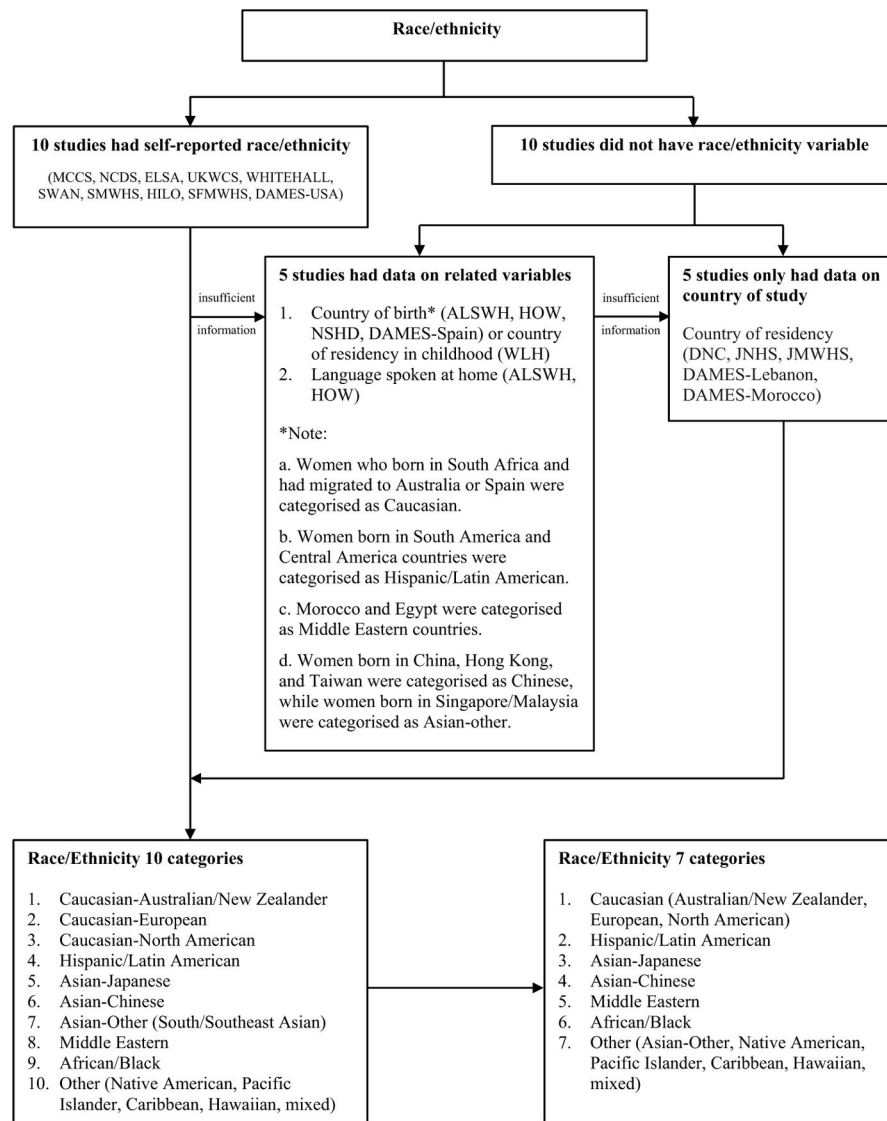 Race/ethnicity
10 studies had self-reported race/ethnicity
(MCCS, NCDS, ELSA, UKWCS, WHITEHALL,
SWAN, SMWHS, HILO, SFMWHS, DAMES-USA)
10 studies did not have race/ethnicity variable
insufficient
information
5 studies had data on related variables
1. Country of birth* (ALSWH, HOW,
NSHD, DAMES-Spain) or country
of residency in childhood (WLH)
2. Language spoken at home (ALSWH,
HOW)
*Note:
a. Women who born in South Africa and
had migrated to Australia or Spain were
categorised as Caucasian.
b. Women born in South America and
Central America countries were
categorised as Hispanic/Latin American.
c. Morocco and Egypt were categorised
as Middle Eastern countries.
d. Women born in China, Hong Kong,
and Taiwan were categorised as Chinese,
while women born in Singapore/Malaysia
were categorised as Asian-other.
insufficient
information
5 studies only had data on
country of study
Country of residency
(DNC, JNHS, JMWHS,
DAMES-Lebanon,
DAMES-Morocco)
Race/Ethnicity 10 categories
1. Caucasian-Australian/New Zealander
2. Caucasian-European
3. Caucasian-North American
4. Hispanic/Latin American
5. Asian-Japanese
6. Asian-Chinese
7. Asian-Other (South/Southeast Asian)
8. Middle Eastern
9. African/Black
10. Other (Native American, Pacific
Islander, Caribbean, Hawaiian, mixed)
Race/Ethnicity 7 categories
1. Caucasian (Australian/New Zealander,
European, North American)
2. Hispanic/Latin American
3. Asian-Japanese
4. Asian-Chinese
5. Middle Eastern
6. African/Black
7. Other (Asian-Other, Native American,
Pacific Islander, Caribbean, Hawaiian,
mixed)